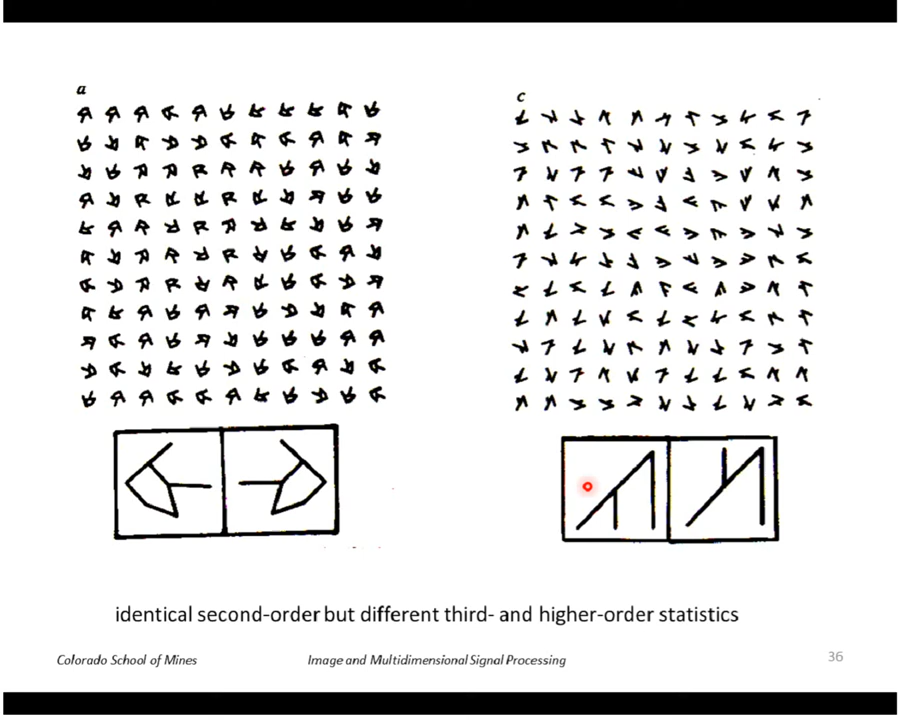 a
c
identical second-order but different third- and higher-order statistics
Colorado School of Mines
Image and Multidimensional Signal Processing
36